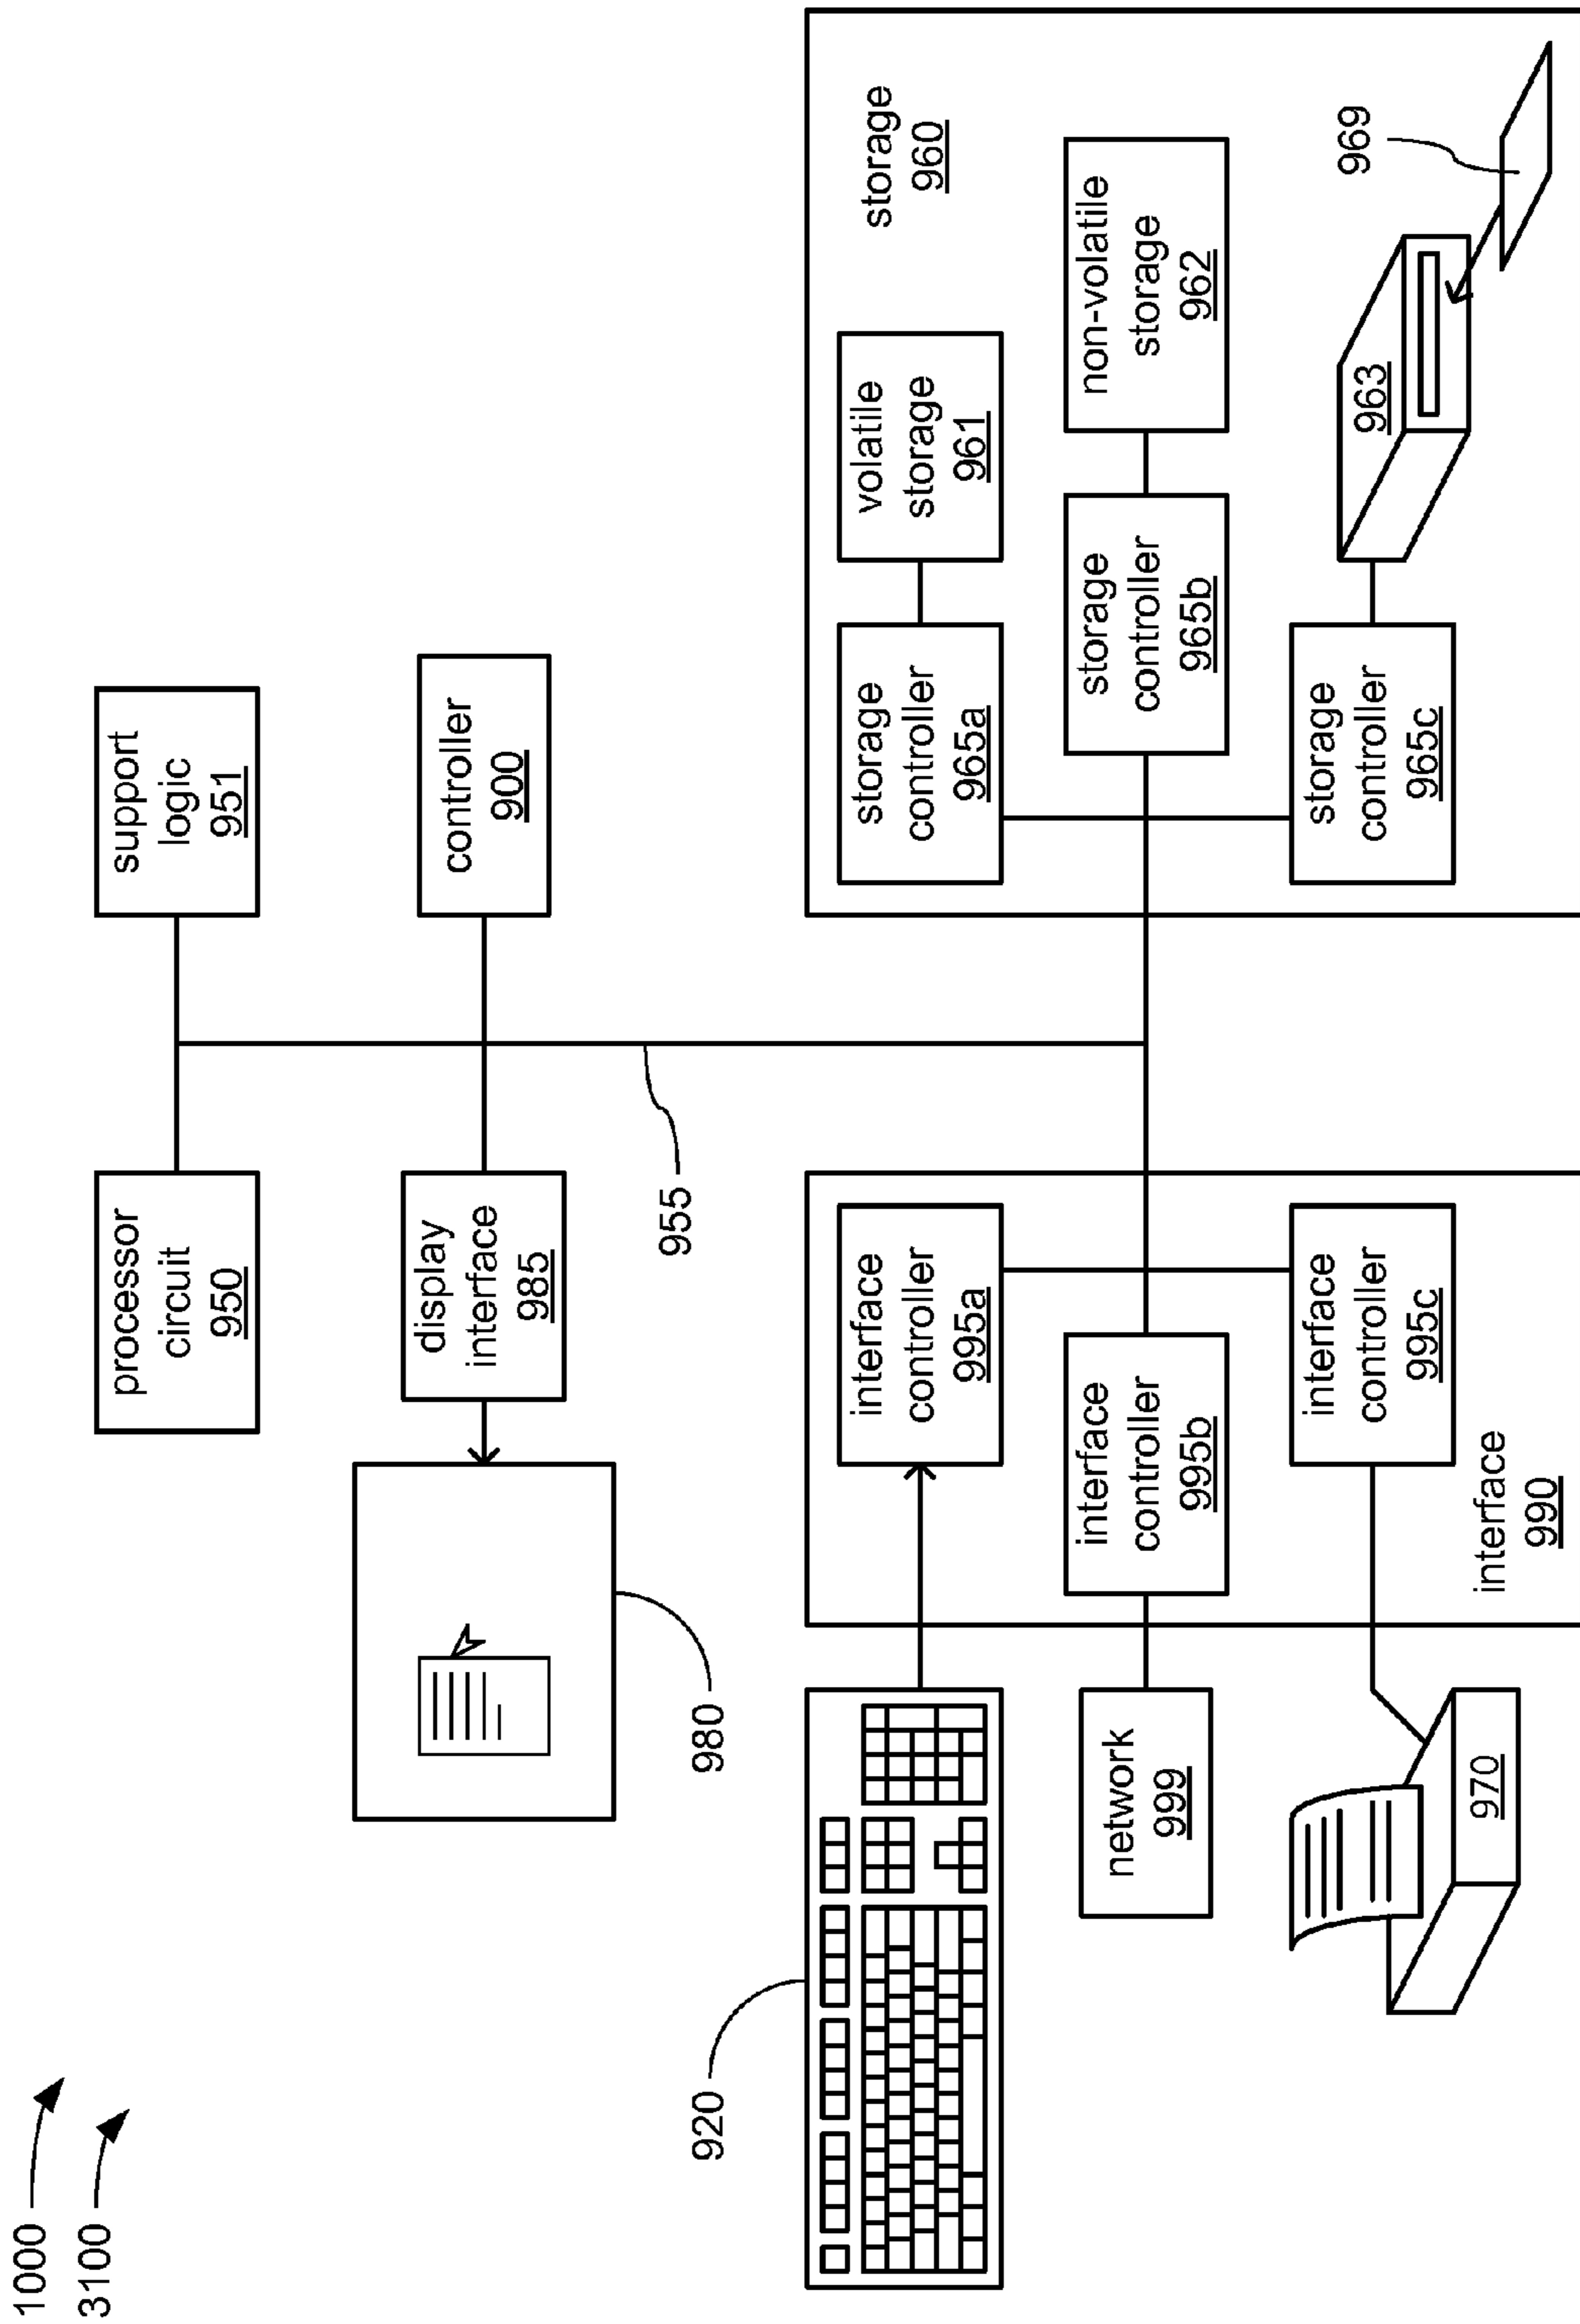 1000
3100
processor
circuit
950
support
logic
951
display
interface
985
controller
900
980
955
920
interface
controller
995a
interface
controller
995b
interface
controller
995c
interface
990
network
999
970
storage
960
storage
controller
965a
volatile
storage
961
storage
controller
965b
non-volatile
storage
962
storage
controller
965c
963
969